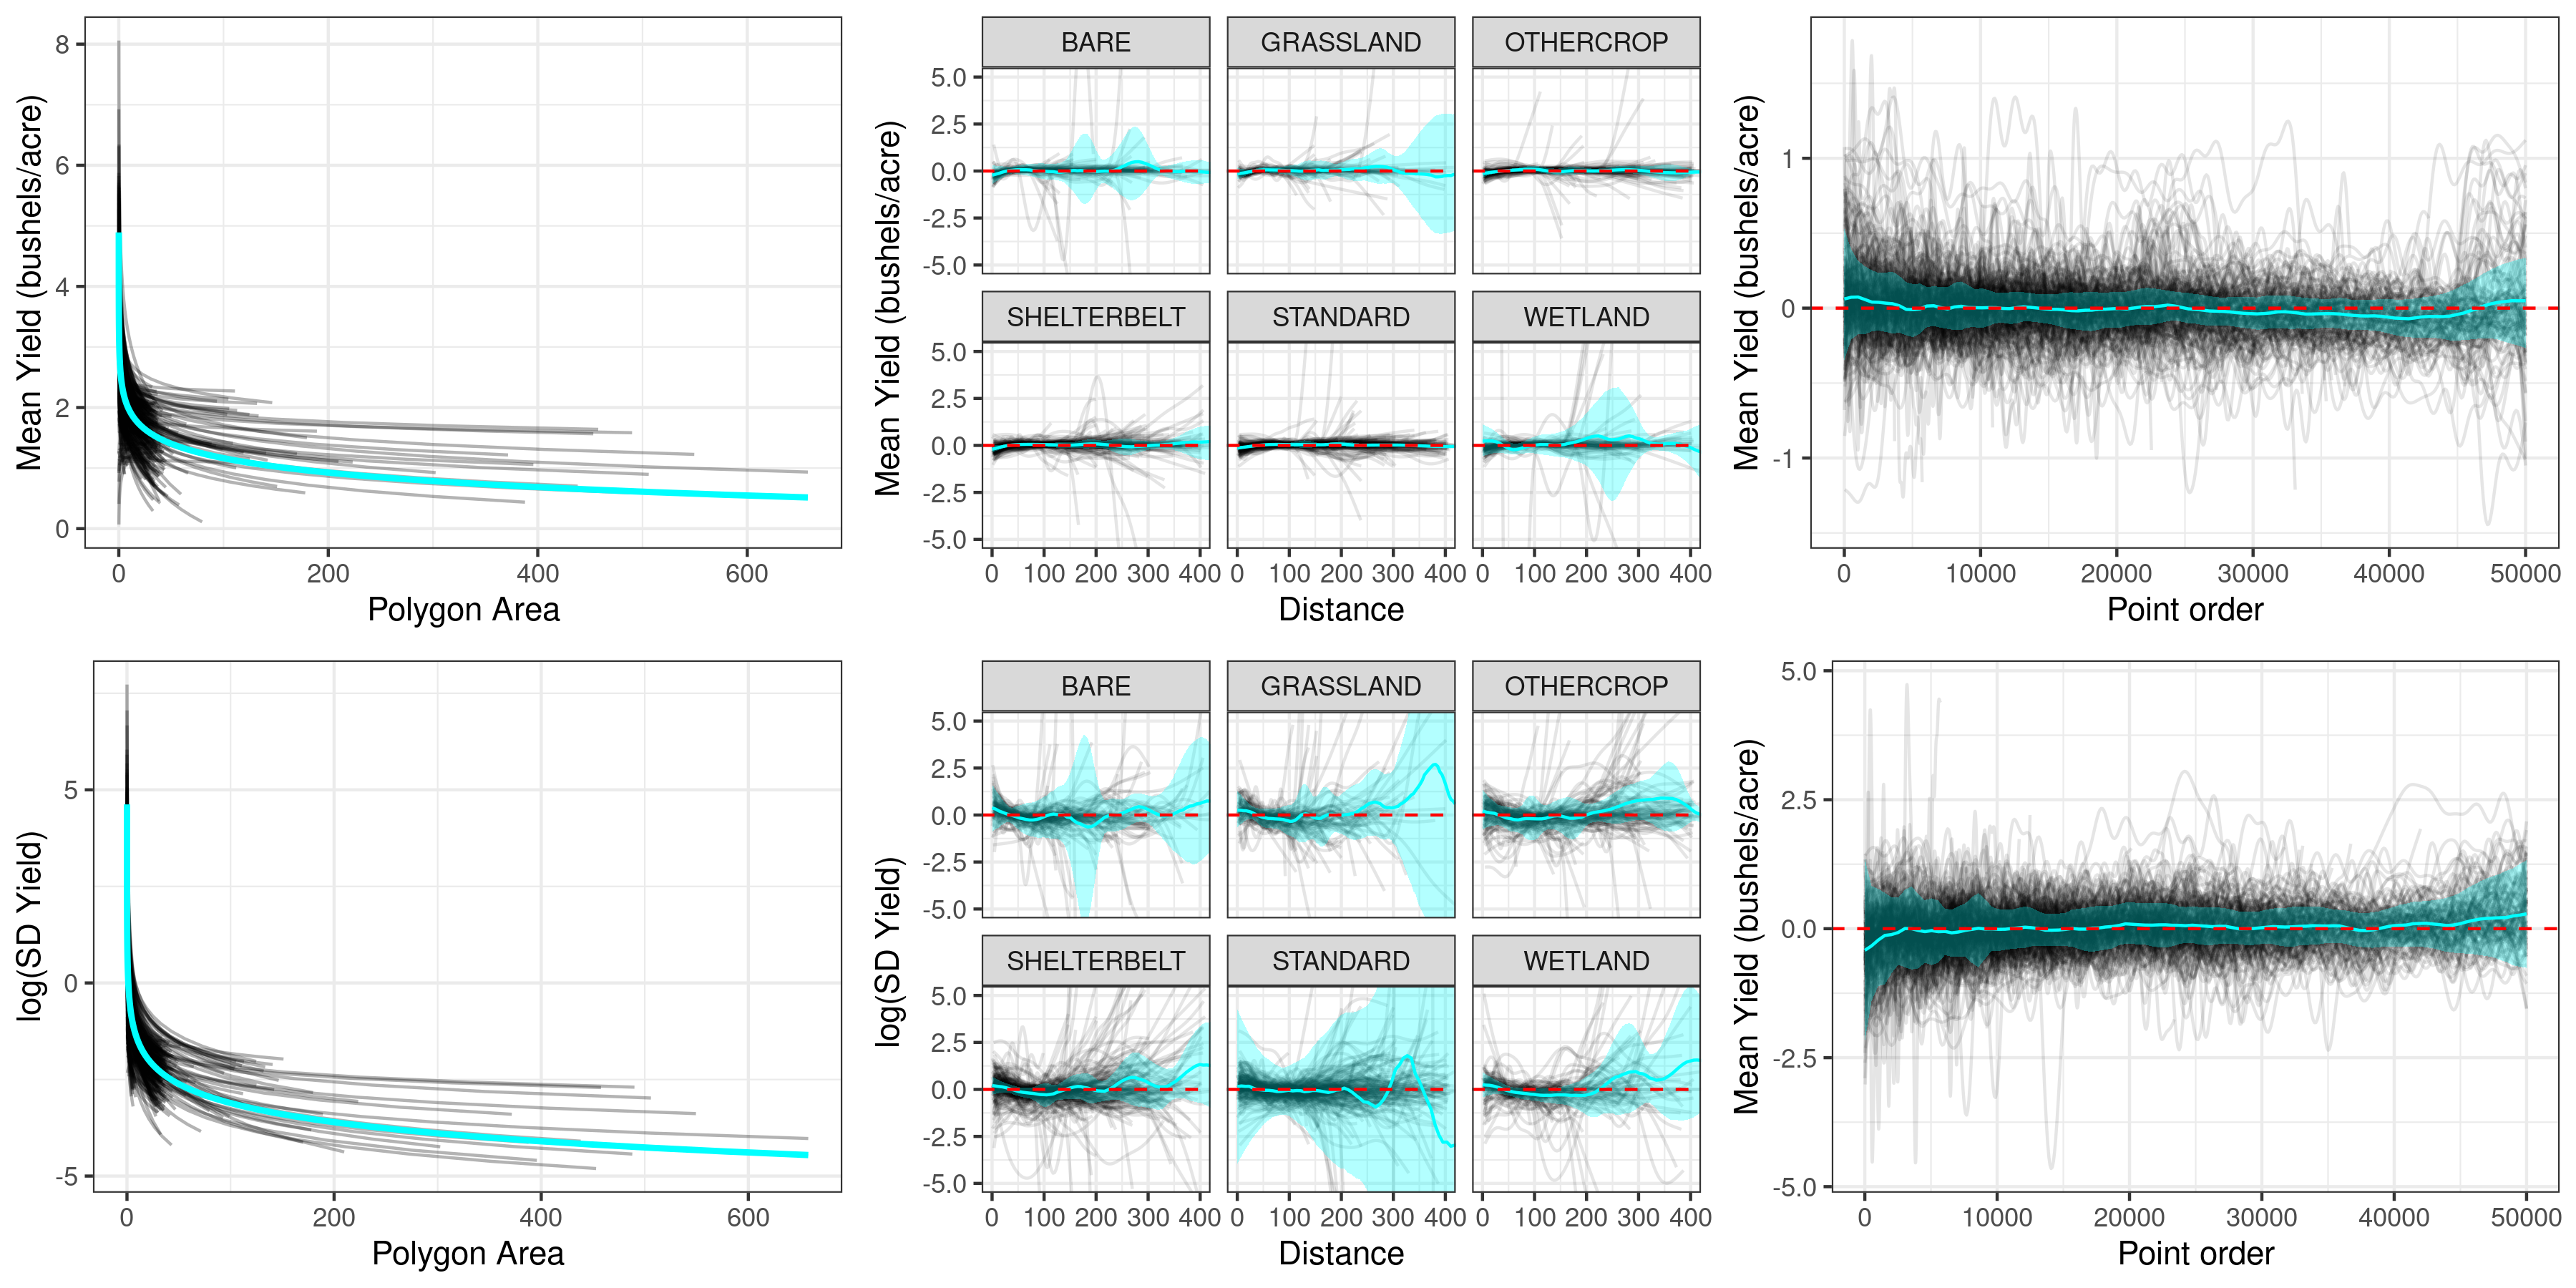 Mean Yield (bushels/acre)
8
6
4
2
0
0 200 400 600
Polygon Area
Mean Yield (bushels/acre)
BARE GRASSLAND OTHERCROP
5.0
2.5
0.0
-2.5
-5.0
SHELTERBELT STANDARD WETLAND
5.0
2.5
0.0
-2.5
-5.0
0 100 200 300 400 0 100 200 300 400 0 100 200 300 400
Distance
Mean Yield (bushels/acre)
1
0
-1
0 10000 20000 30000 40000 50000
Point order
log(SD Yield)
5
0
-5
0 200 400 600
Polygon Area
log(SD Yield)
BARE GRASSLAND OTHERCROP
5.0
2.5
0.0
-2.5
-5.0
SHELTERBELT STANDARD WETLAND
5.0
2.5
0.0
-2.5
-5.0
0 100 200 300 400 0 100 200 300 400 0 100 200 300 400
Distance
Mean Yield (bushels/acre)
5.0
2.5
0.0
-2.5
-5.0
0 10000 20000 30000 40000 50000
Point order